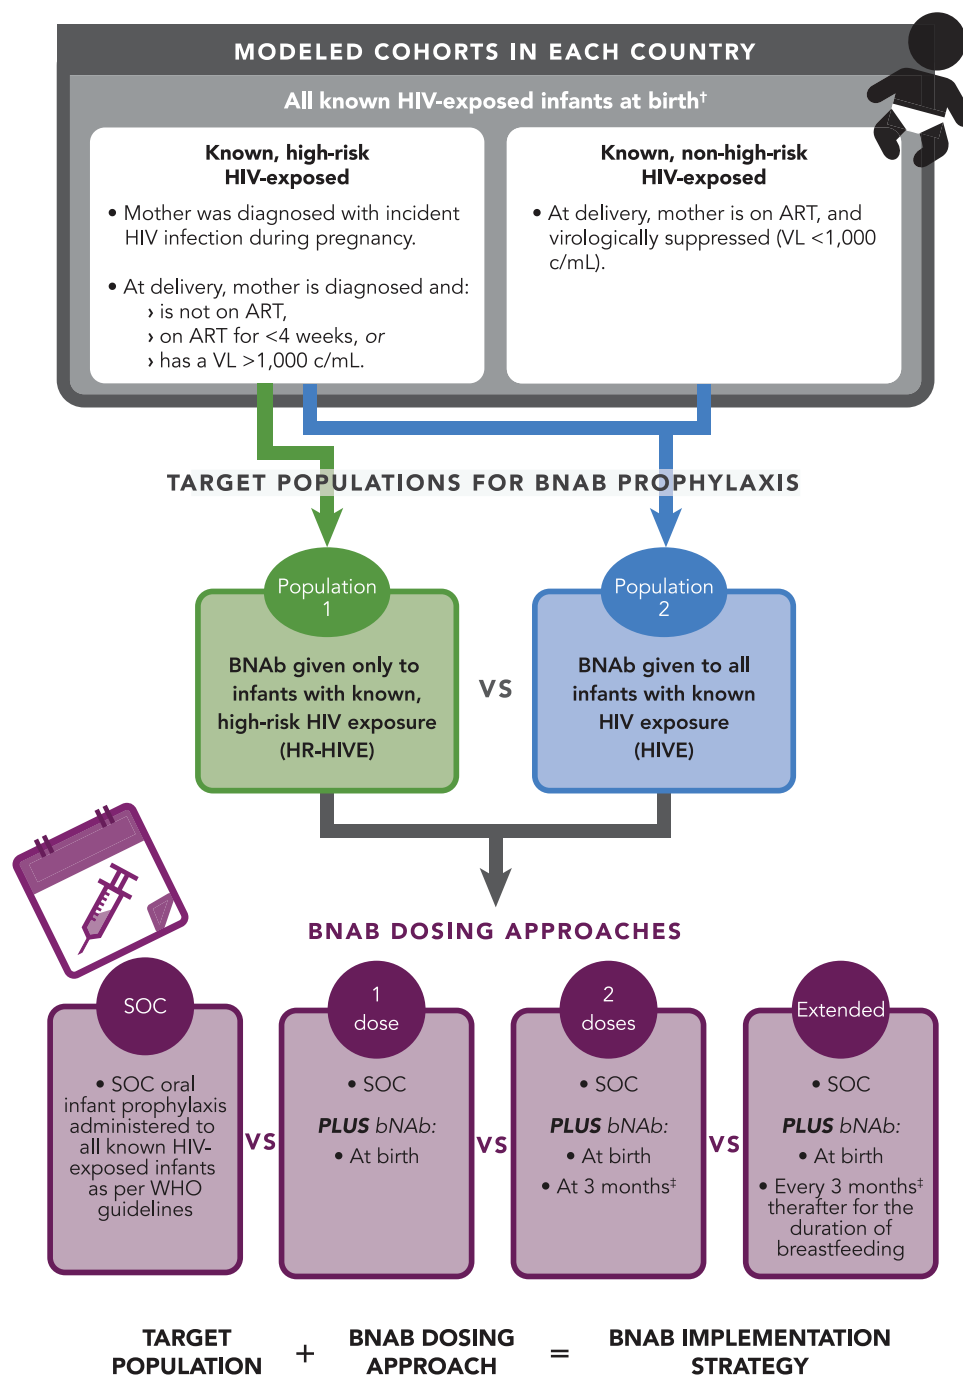 MODELED COHORTS IN EACH COUNTRY
All known HIV-exposed infants at birth†
Known, high-risk
HIV-exposed
• Mother was diagnosed with incident
HIV infection during pregnancy.
• At delivery, mother is diagnosed and:
› is not on ART,
› on ART for <4 weeks, or
› has a VL >1,000 c/mL.
Known, non-high-risk
HIV-exposed
• At delivery, mother is on ART, and
virologically suppressed (VL <1,000
c/mL).
TARGET POPULATIONS FOR BNAB PROPHYLAXIS
Population
1
BNAb given only to
infants with known,
high-risk HIV exposure
(HR-HIVE)
VS
Population
2
BNAb given to all
infants with known
HIV exposure
(HIVE)
BNAB DOSING APPROACHES
SOC
• SOC oral
infant prophylaxis
administered to
all known HIV-
exposed infants
as per WHO
guidelines
VS
1
dose
• SOC
PLUS bNAb:
• At birth
VS
2
doses
• SOC
PLUS bNAb:
• At birth
• At 3 months‡
VS
Extended
• SOC
PLUS bNAb:
• At birth
• Every 3 months‡
therafter for the
duration of
breastfeeding
TARGET
POPULATION
+
BNAB DOSING
APPROACH
=
BNAB IMPLEMENTATION
STRATEGY